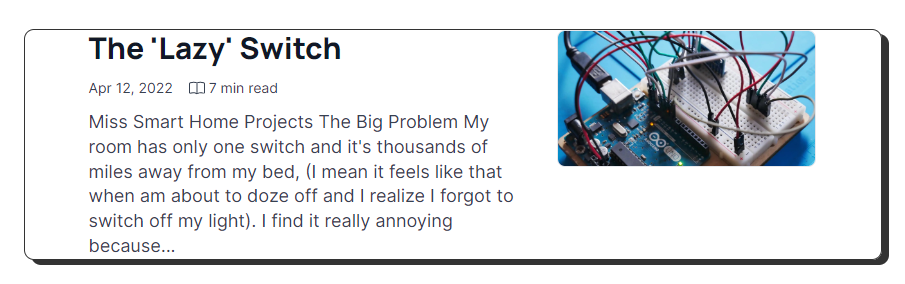 The 'Lazy' Switch
Apr 12, 2022 7 min read
Miss Smart Home Projects The Big Problem My
room has only one switch and it's thousands of
miles away from my bed, (I mean it feels like that
when am about to doze off and I realize I forgot to
switch off my light). I find it really annoying
because...